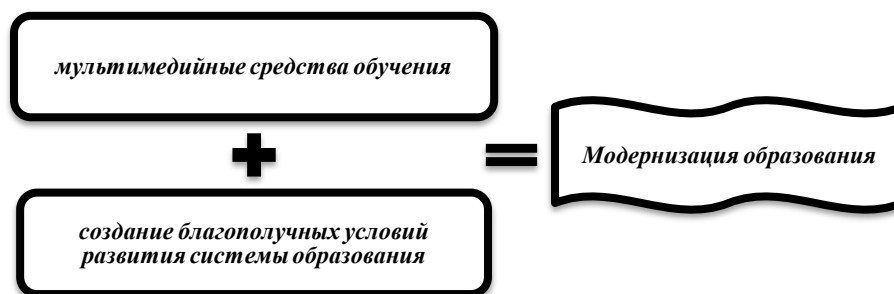 мультимедийные средства обучения
+
=
Модернизация образования
создание благополучных условий
развития системы образования